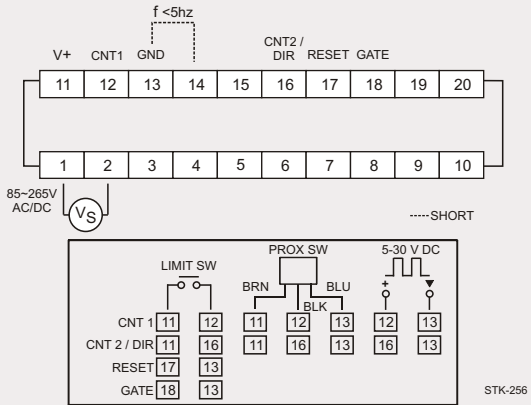 f <5hz
V+ CNT1 GND CNT2 / DIR RESET GATE
11 12 13 14 15 16 17 18 19 20
1 2 3 4 5 6 7 8 9 10
85~265V
AC/DC
VS
-----SHORT
LIMIT SW PROX SW 5-30 V DC
BRN BLK BLU + 
CNT 1 11 12 11 12 13 12 13
CNT 2 / DIR 11 16 11 16 13 16 13
RESET 17 13
GATE 18 13
STK-256